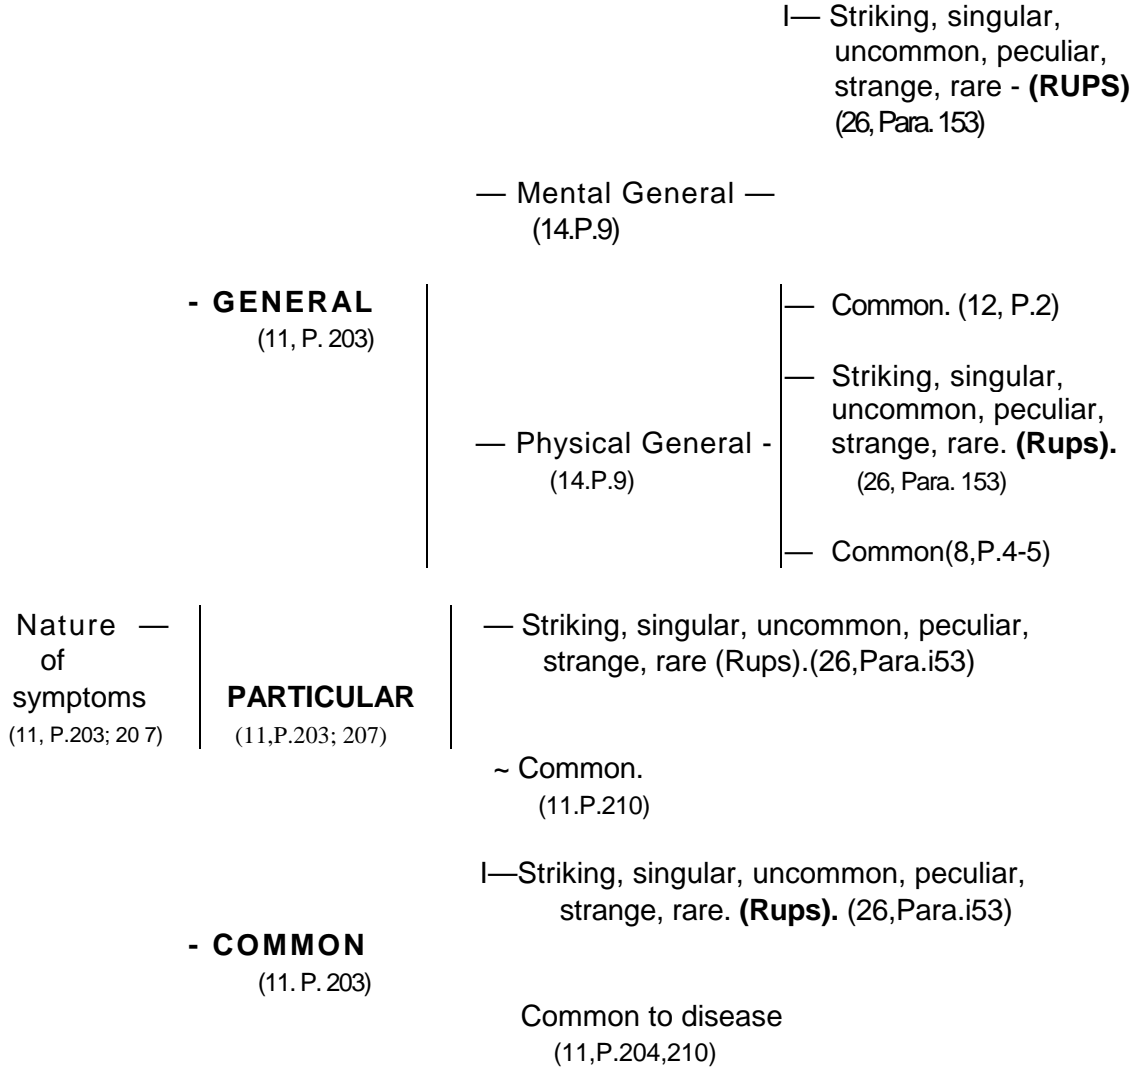 I— Striking, singular,
uncommon, peculiar,
strange, rare - (RUPS)
(26, Para. 153)
— Mental General —
(14.P.9)
- GENERAL
(11, P. 203)
— Common. (12, P.2)
— Striking, singular,
uncommon, peculiar,
strange, rare. (Rups).
(26, Para. 153)
— Physical General -
(14.P.9)
— Common(8,P.4-5)
Nature —
of
symptoms
(11, P.203; 20 7)
PARTICULAR
(11,P.203; 207)
— Striking, singular, uncommon, peculiar,
strange, rare (Rups).(26,Para.i53)
~ Common.
(11.P.210)
I—Striking, singular, uncommon, peculiar,
strange, rare. (Rups). (26,Para.i53)
- COMMON
(11. P. 203)
Common to disease
(11,P.204,210)